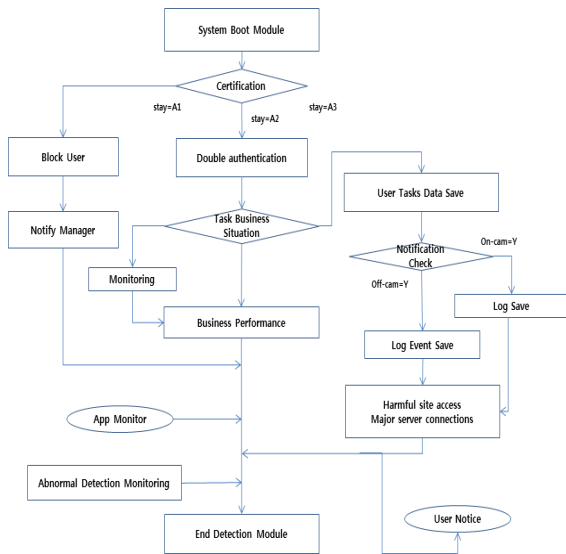 System Boot Module
Certification
stay=A1
stay=A3
stay=A2
Block User
Double authentication
User Tasks Data Save
Notify Manager
Task Business
Situation
Notification
Check
On-cam=Y
Monitoring
Off-cam=Y
Log Save
Business Performance
Log Event Save
Harmful site access
Major server connections
App Monitor
Abnormal Detection Monitoring
User Notice
End Detection Module